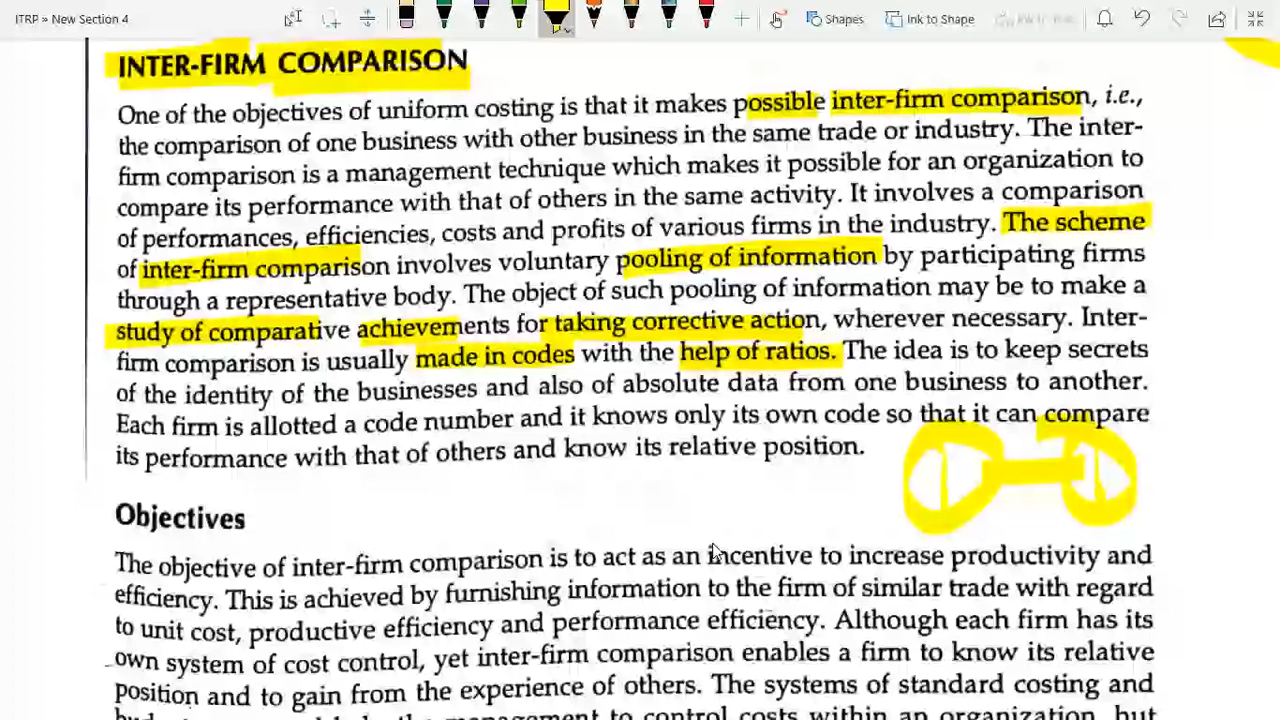 ITRP » New Section 4
Shapes
Ink to Shape
INTER-FIRM COMPARISON
One of the objectives of uniform costing is that it makes possible inter-firm comparison, i.e.,
the comparison of one business with other business in the same trade or industry. The inter-
firm comparison is a management technique which makes it possible for an organization to
compare its performance with that of others in the same activity. It involves a comparison
of performances, efficiencies, costs and profits of various firms in the industry. The scheme
of inter-firm comparison involves voluntary pooling of information by participating firms
through a representative body. The object of such pooling of information may be to make a
study of comparative achievements for taking corrective action, wherever necessary. Inter-
firm comparison is usually made in codes with the help of ratios. The idea is to keep secrets
of the identity of the businesses and also of absolute data from one business to another.
Each firm is allotted a code number and it knows only its own code so that it can compare
its performance with that of others and know its relative position.
Objectives
The objective of inter-firm comparison is to act as an incentive to increase productivity and
efficiency. This is achieved by furnishing information to the firm of similar trade with regard
to unit cost, productive efficiency and performance efficiency. Although each firm has its
own system of cost control, yet inter-firm comparison enables a firm to know its relative
position and to gain from the experience of others. The systems of standard costing and
management to control costs within an organization, but